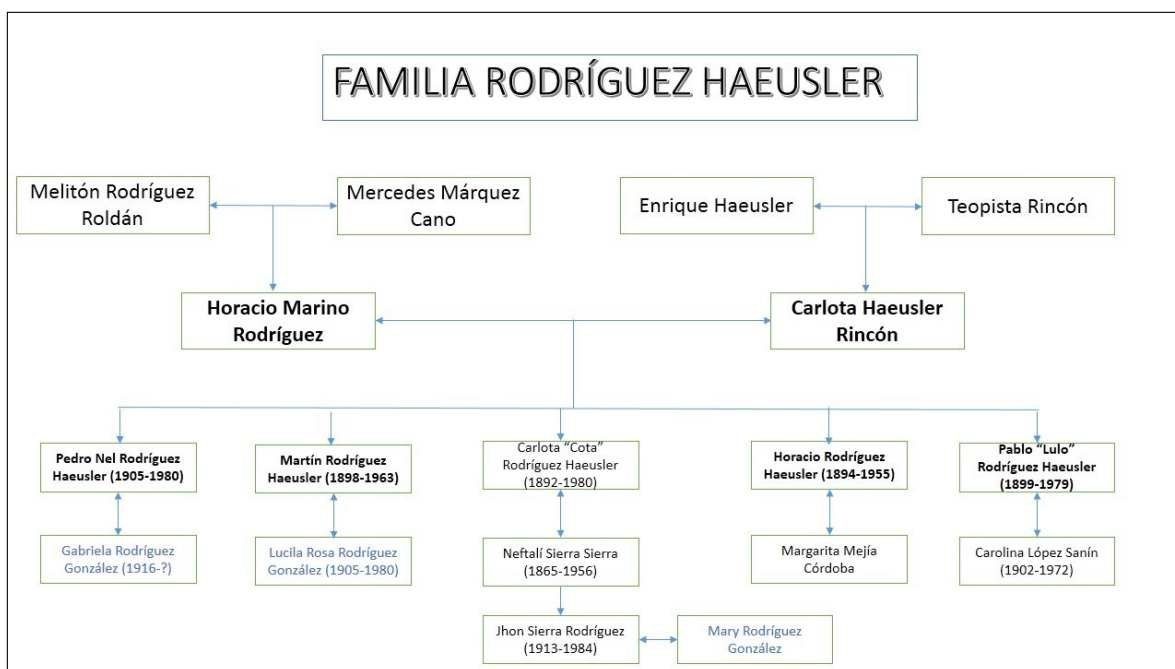 FAMILIA RODRÍGUEZ HAEUSLER
Melitón Rodríguez
Roldán
Mercedes Márquez
Cano
Enrique Haeusler
Teopista Rincón
Horacio Marino
Rodríguez
Carlota Haeusler
Rincón
Pedro Nel Rodríguez
Haeusler (1905-1980)
Martín Rodríguez
Haeusler (1898-1963)
Carlota “Cota”
Rodríguez Haeusler
(1892-1980)
Horacio Rodríguez
Haeusler (1894-1955)
Pablo “Lulo”
Rodríguez Haeusler
(1899-1979)
Gabriela Rodríguez
González (1916-?)
Lucila Rosa Rodríguez
González (1905-1980)
Neftalí Sierra Sierra
(1865-1956)
Margarita Mejía
Córdoba
Carolina López Sanín
(1902-1972)
Jhon Sierra Rodríguez
(1913-1984)
Mary Rodríguez
González